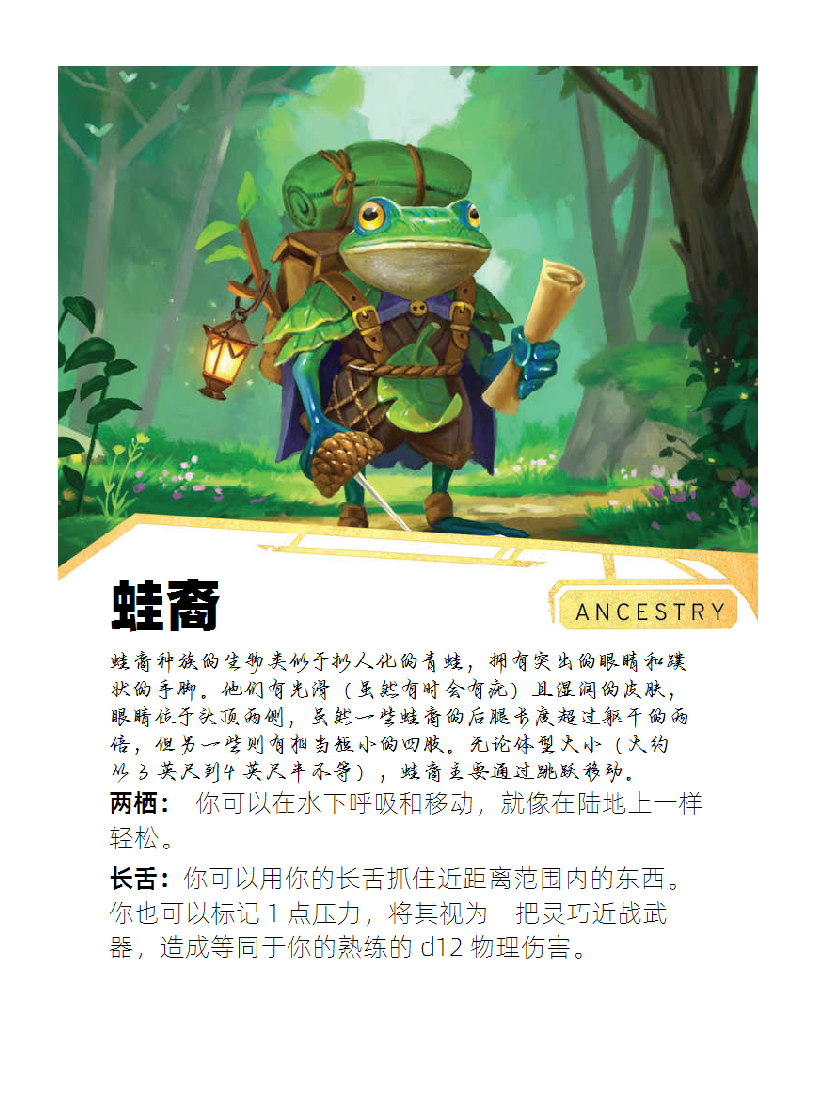 蛙裔
ANCESTRY
蛙裔种族的生物类似于拟人化的青蛙，拥有突出的眼睛和蹼
状的手脚。他们有光滑（虽然有时会有疣）且湿润的皮肤，
眼睛位于头顶两侧，虽然一些蛙裔的后腿长度超过躯干的两
倍，但另一些则有相当短小的四肢。无论体型大小（大约
从3英尺到4英尺半不等），蛙裔主要通过跳跃移动。
两栖： 你可以在水下呼吸和移动，就像在陆地上一样
轻松。
长舌：你可以用你的长舌抓住近距离范围内的东西。
你也可以标记 1 点压力，将其视为 把灵巧近战武
器，造成等同于你的熟练的 d12 物理伤害。